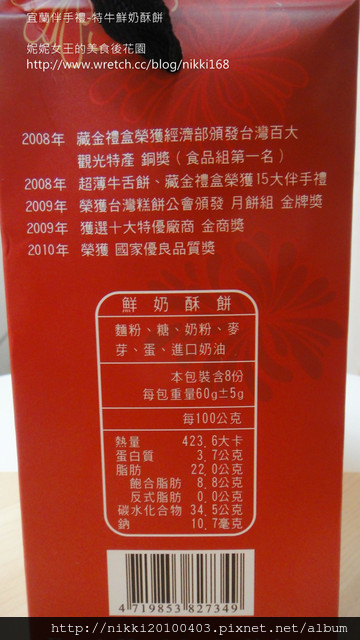 宜蘭伴手禮-特牛鮮奶酥餅
妮妮女王的美食後花園
http://www.wretch.cc/blog/nikki168
2008年 藏金禮盒榮獲經濟部頒發台灣百大
觀光特產 銅獎（食品組第一名）
2008年 超薄牛舌餅、藏金禮盒榮獲15大伴手禮
2009年 榮獲台灣糕餅公會頒發 月餅組 金牌獎
2009年 獲選十大特優廠商 金商獎
2010年 榮獲 國家優良品質獎
鮮奶酥餅
麵粉、糖、奶粉、麥
芽、蛋、進口奶油
本包裝含8份
每包重量60g±5g
每100公克
熱量 423.6大卡
蛋白質 3.7公克
脂肪 22.0公克
飽合脂肪 8.8公克
反式脂肪 0.0公克
碳水化合物 34.5公克
鈉 10.7毫克
4 719853 827349
http://nikki20100403.pixnet.net/album